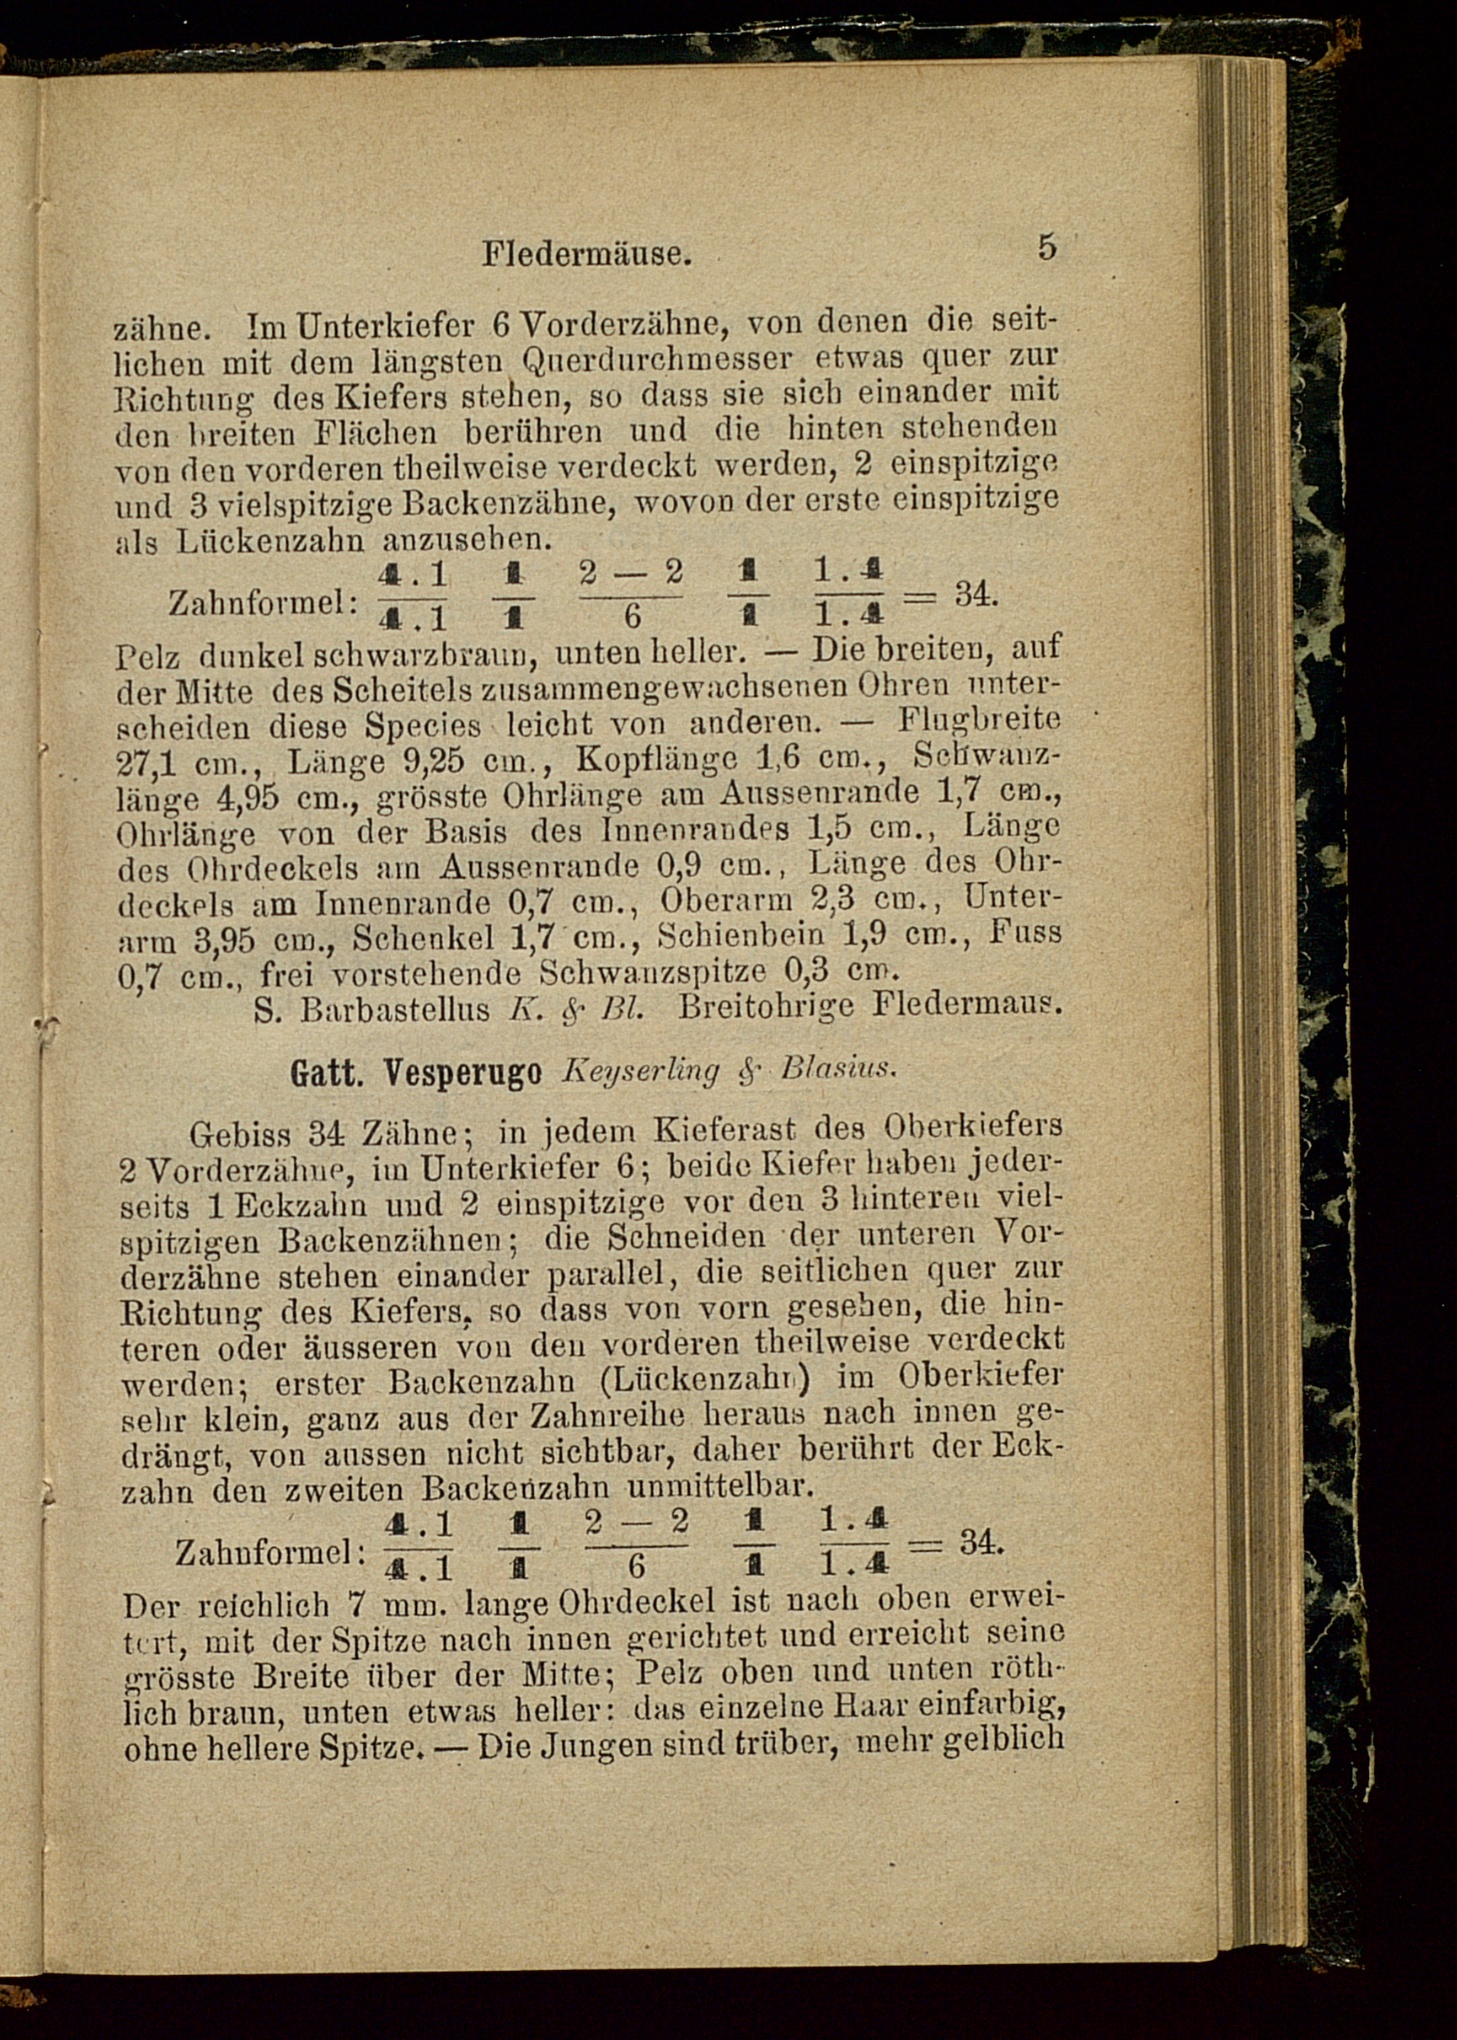 Fledermäuse. 5
zähne. Im Unterkiefer 6 Vorderzähne, von denen die seit-
lichen mit dem längsten Querdurchmesser etwas quer zur
Richtung des Kiefers stehen, so dass sie sich einander mit
den breiten Flächen berühren und die hinten stehenden
von den vorderen theilweise verdeckt werden, 2 einspitzige
und 3 vielspitzige Backenzähne, wovon der erste einspitzige
als Lückenzahn anzusehen.
4.1 1 2 — 2 1 1.4
Zahnformel: = 34.
4.1 1 6 1 1.4
Pelz dunkel schwarzbraun, unten heller. — Die breiten, auf
der Mitte des Scheitels zusammengewachsenen Ohren unter-
scheiden diese Species leicht von anderen. — Flugbreite
27,1 cm., Länge 9,25 cm., Kopflänge 1,6 cm., Schwanz-
länge 4,95 cm., grösste Ohrlänge am Aussenrande 1,7 cm.,
Ohrlänge von der Basis des Innenrandes 1,5 cm., Länge
des Ohrdeckels am Aussenrande 0,9 cm., Länge des Ohr-
deckels am Innenrande 0,7 cm., Oberarm 2,3 cm., Unter-
arm 3,95 cm., Schenkel 1,7 cm., Schienbein 1,9 cm., Fuss
0,7 cm., frei vorstehende Schwanzspitze 0,3 cm.
S. Barbastellus K. & Bl. Breitohrige Fledermaus.
Gatt. Vesperugo Keyserling & Blasius.
Gebiss 34 Zähne; in jedem Kieferast des Oberkiefers
2 Vorderzähne, im Unterkiefer 6; beide Kiefer haben jeder-
seits 1 Eckzahn und 2 einspitzige vor den 3 hinteren viel-
spitzigen Backenzähnen; die Schneiden der unteren Vor-
derzähne stehen einander parallel, die seitlichen quer zur
Richtung des Kiefers, so dass von vorn gesehen, die hin-
teren oder äusseren von den vorderen theilweise verdeckt
werden; erster Backenzahn (Lückenzahn) im Oberkiefer
sehr klein, ganz aus der Zahnreihe heraus nach innen ge-
drängt, von aussen nicht sichtbar, daher berührt der Eck-
zahn den zweiten Backenzahn unmittelbar.
4.1 1 2 — 2 1 1.4
Zahnformel: = 34.
4.1 1 6 1 1.4
Der reichlich 7 mm. lange Ohrdeckel ist nach oben erwei-
tert, mit der Spitze nach innen gerichtet und erreicht seine
grösste Breite über der Mitte; Pelz oben und unten röth-
lich braun, unten etwas heller: das einzelne Haar einfarbig,
ohne hellere Spitze. — Die Jungen sind trüber, mehr gelblich